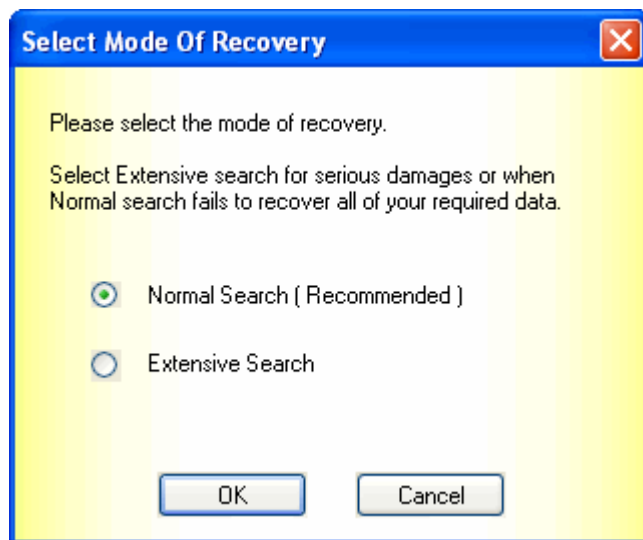 Select Mode Of Recovery
Please select the mode of recovery.
Select Extensive search for serious damages or when
Normal search fails to recover all of your required data.
Normal Search ( Recommended )
Extensive Search
OK
Cancel